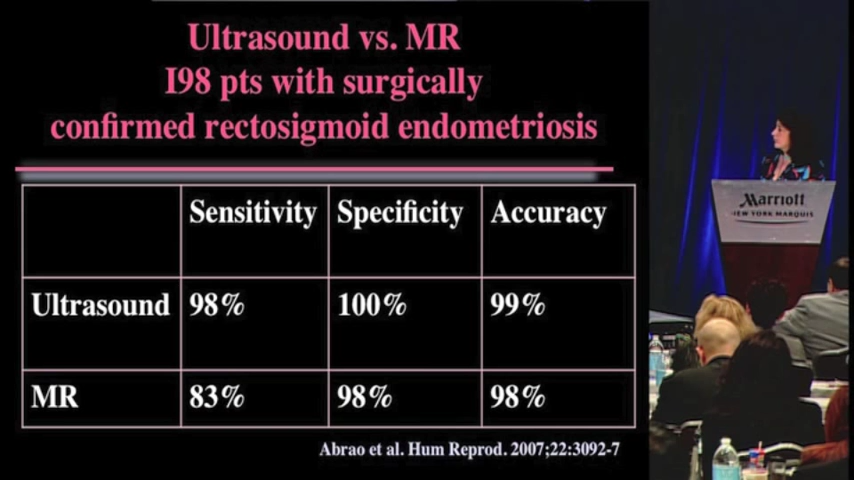 Ultrasound vs. MR
I98 pts with surgically
confirmed rectosigmoid endometriosis
Sensitivity Specificity Accuracy
Ultrasound 98% 100% 99%
MR 83% 98% 98%
Abrao et al. Hum Reprod. 2007;22:3092-7
Marriott
NEW YORK MARQUIS